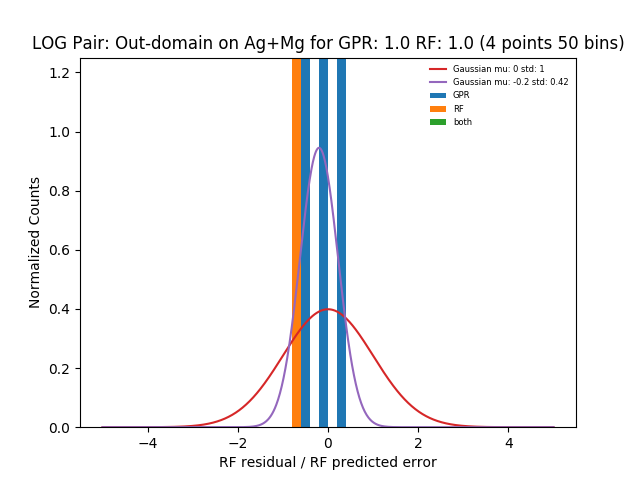 LOG Pair: Out-domain on Ag+Mg for GPR: 1.0 RF: 1.0 (4 points 50 bins)
Gaussian mu: 0 std: 1
Gaussian mu: -0.2 std: 0.42
GPR
RF
both
Normalized Counts
1.2
1.0
0.8
0.6
0.4
0.2
0.0
−4
−2
0
2
4
RF residual / RF predicted error